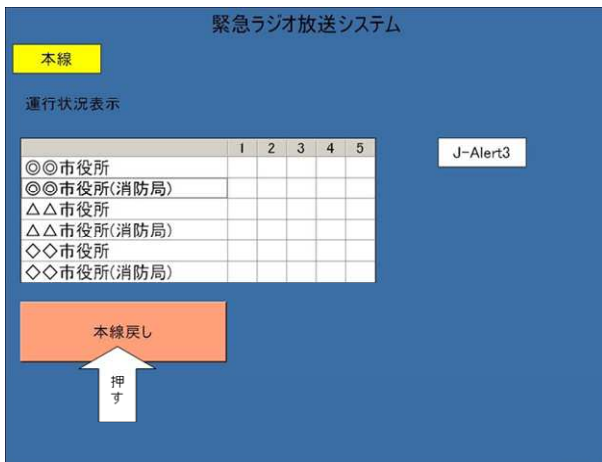 緊急ラジオ放送システム
本線
運行状況表示
1 2 3 4 5
J-Alert3
◎◎市役所
◎◎市役所(消防局)
△△市役所
△△市役所(消防局)
◇◇市役所
◇◇市役所(消防局)
本線戻し
押す